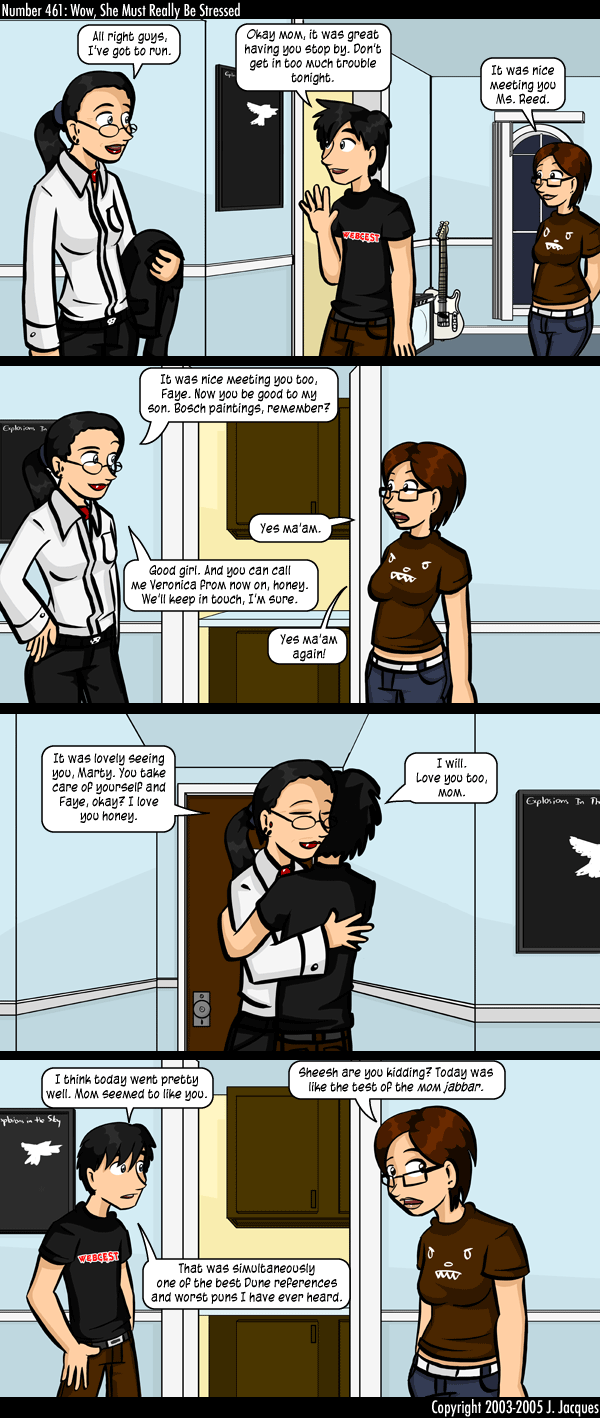 Number 461: Wow, She Must Really Be Stressed
All right guys,
I've got to run.
Okay mom, it was great
having you stop by. Don't
get in too much trouble
tonight.
It was nice
meeting you
Ms. Reed.
WEBCEST
It was nice meeting you too,
Faye. Now you be good to my
son. Bosch paintings, remember?
Explosions In
Yes ma'am.
Good girl. And you can call
me Veronica from now on, honey.
We'll keep in touch, I'm sure.
Yes ma'am
again!
It was lovely seeing
you, Marty. You take
care of yourself and
Faye, okay? I love
you honey.
I will.
Love you too,
mom.
Explosions In The
I think today went pretty
well. Mom seemed to like you.
Sheesh are you kidding? Today was
like the test of the mom jabbar.
xplosions in the Sky
WEBCEST
That was simultaneously
one of the best Dune references
and worst puns I have ever heard.
Copyright 2003-2005 J. Jacques